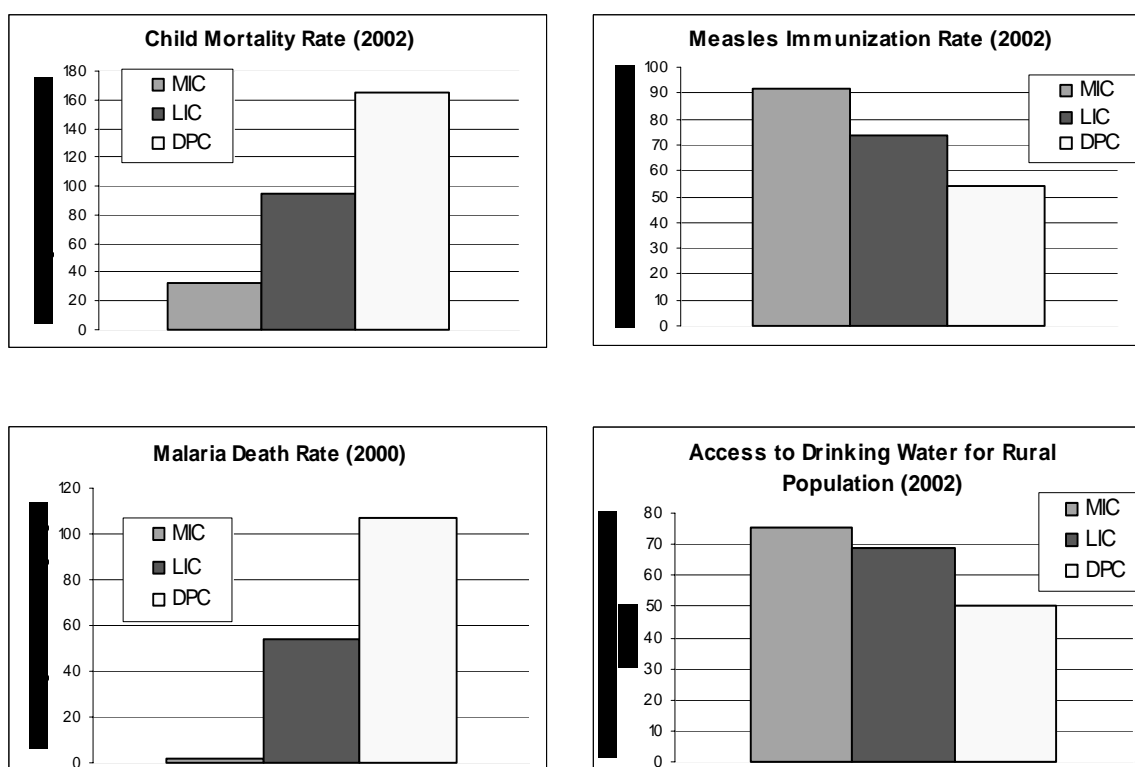 Child Mortality Rate (2002)
180
160
140
120
100
80
60
40
20
0
MIC
LIC
DPC
Measles Immunization Rate (2002)
100
90
80
70
60
50
40
30
20
10
0
MIC
LIC
DPC
Malaria Death Rate (2000)
120
100
80
60
40
20
0
MIC
LIC
DPC
Access to Drinking Water for Rural
Population (2002)
80
70
60
50
40
30
20
10
0
MIC
LIC
DPC